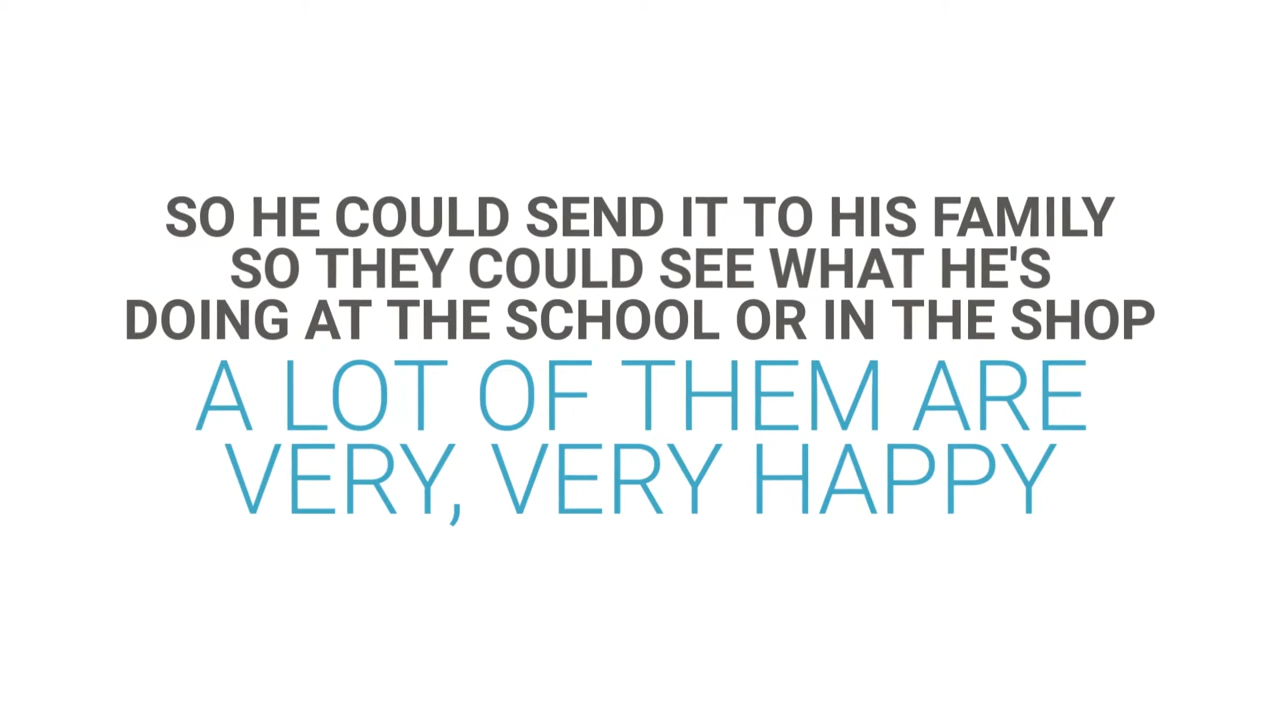 SO HE COULD SEND IT TO HIS FAMILY
SO THEY COULD SEE WHAT HE'S
DOING AT THE SCHOOL OR IN THE SHOP
A LOT OF THEM ARE
VERY, VERY HAPPY